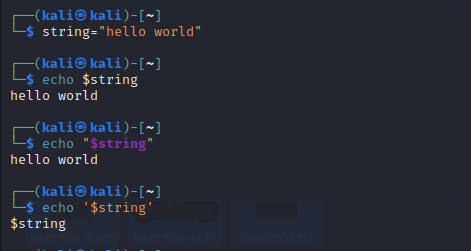 ┌──(kali㉿kali)-[~]
└─$ string="hello world"
┌──(kali㉿kali)-[~]
└─$ echo $string
hello world
┌──(kali㉿kali)-[~]
└─$ echo "$string"
hello world
┌──(kali㉿kali)-[~]
└─$ echo '$string'
$string